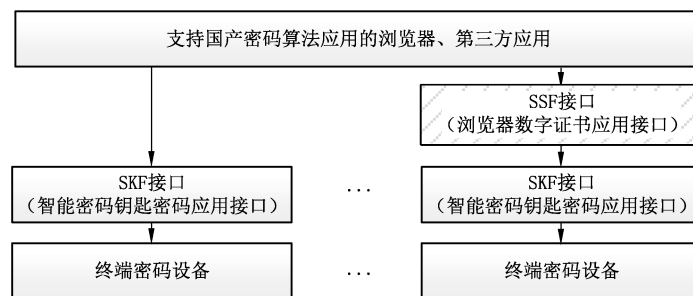 支持国产密码算法应用的浏览器、第三方应用
SSF接口
（浏览器数字证书应用接口）
SKF接口
（智能密码钥匙密码应用接口）
...
SKF接口
（智能密码钥匙密码应用接口）
终端密码设备
...
终端密码设备